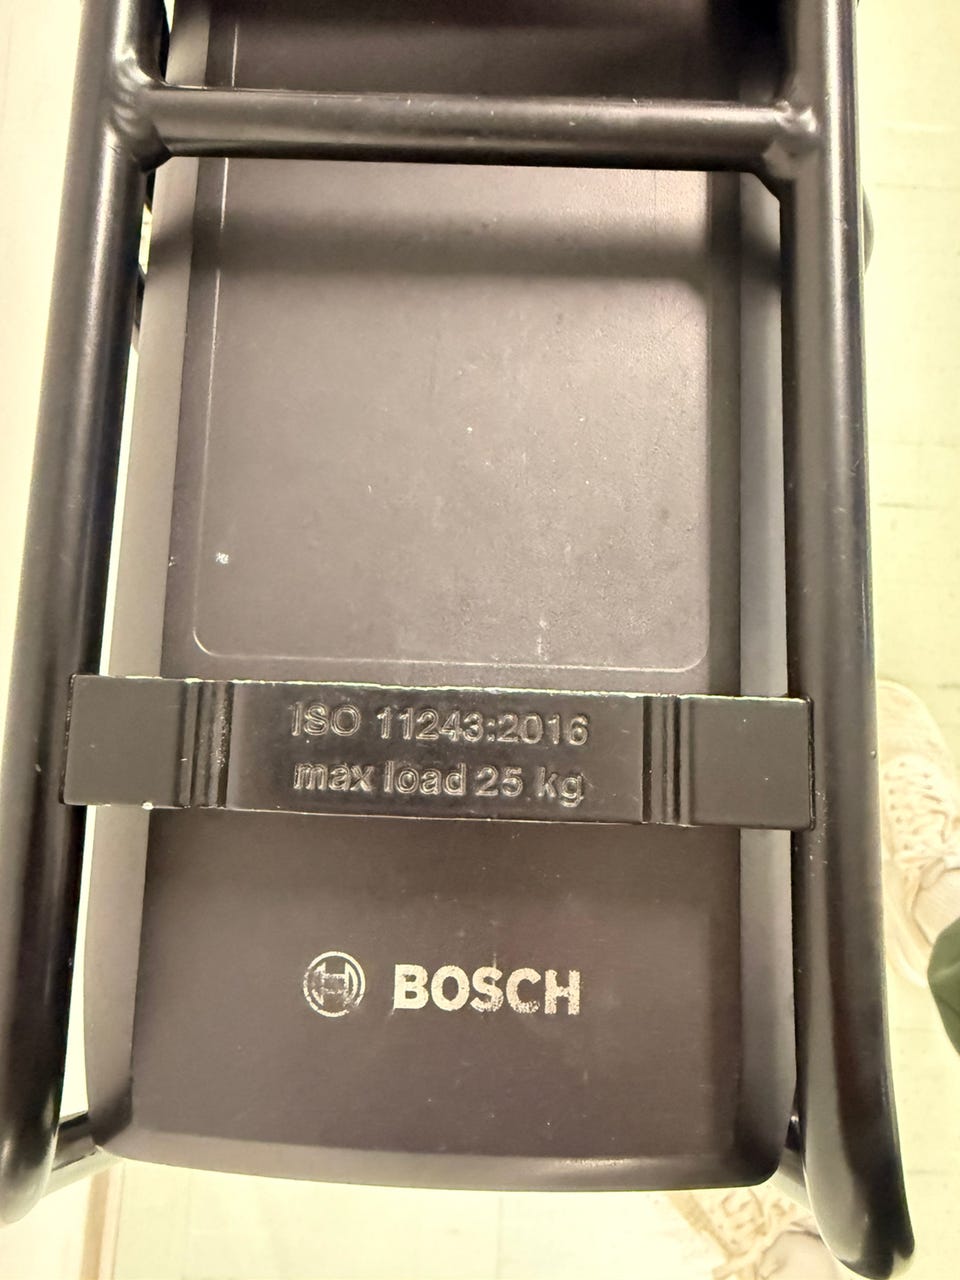 ISO 11243:2016
max load 25 kg
BOSCH